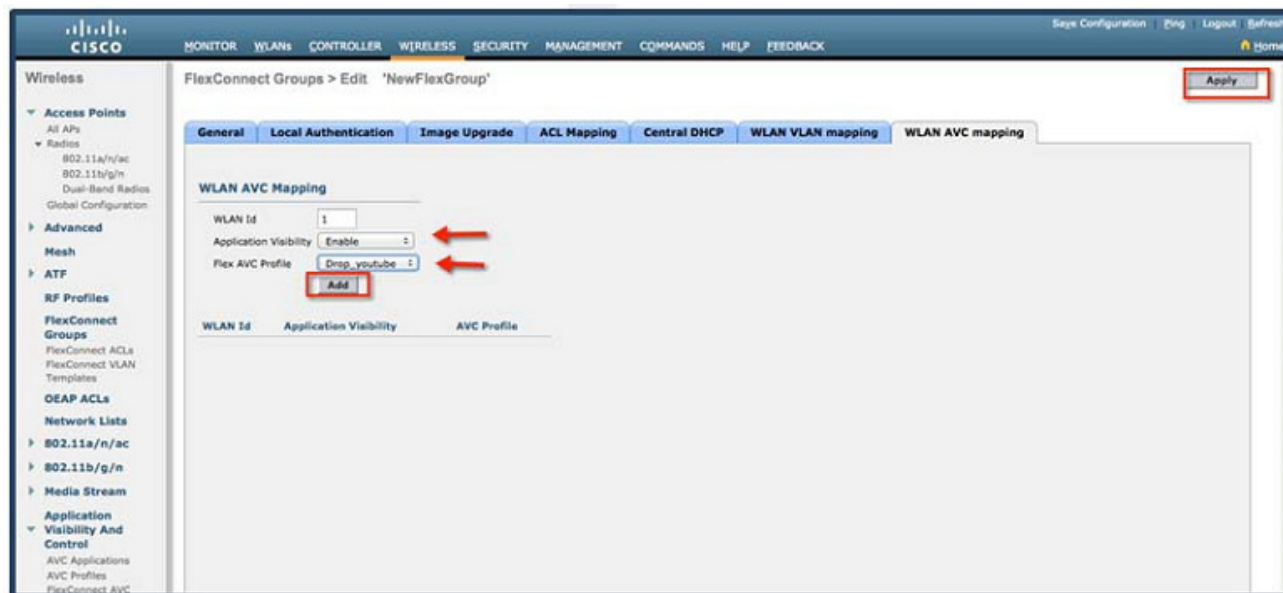 Save Configuration Ping Logout Refresh
CISCO
MONITOR WLANs CONTROLLER WIRELESS SECURITY MANAGEMENT COMMANDS HELP FEEDBACK
Home
Wireless
FlexConnect Groups > Edit 'NewFlexGroup'
Apply
Access Points
All APs
Radios
802.11a/n/ac
802.11b/g/n
Dual-Band Radios
Global Configuration
Advanced
Mesh
ATF
RF Profiles
FlexConnect
Groups
FlexConnect ACLs
FlexConnect VLAN
Templates
OEAP ACLs
Network Lists
802.11a/n/ac
802.11b/g/n
Media Stream
Application
Visibility And
Control
AVC Applications
AVC Profiles
FlexConnect AVC
General Local Authentication Image Upgrade ACL Mapping Central DHCP WLAN VLAN mapping WLAN AVC mapping
WLAN AVC Mapping
WLAN Id 1
Application Visibility Enable
Flex AVC Profile Drop_youtube
Add
WLAN Id Application Visibility AVC Profile